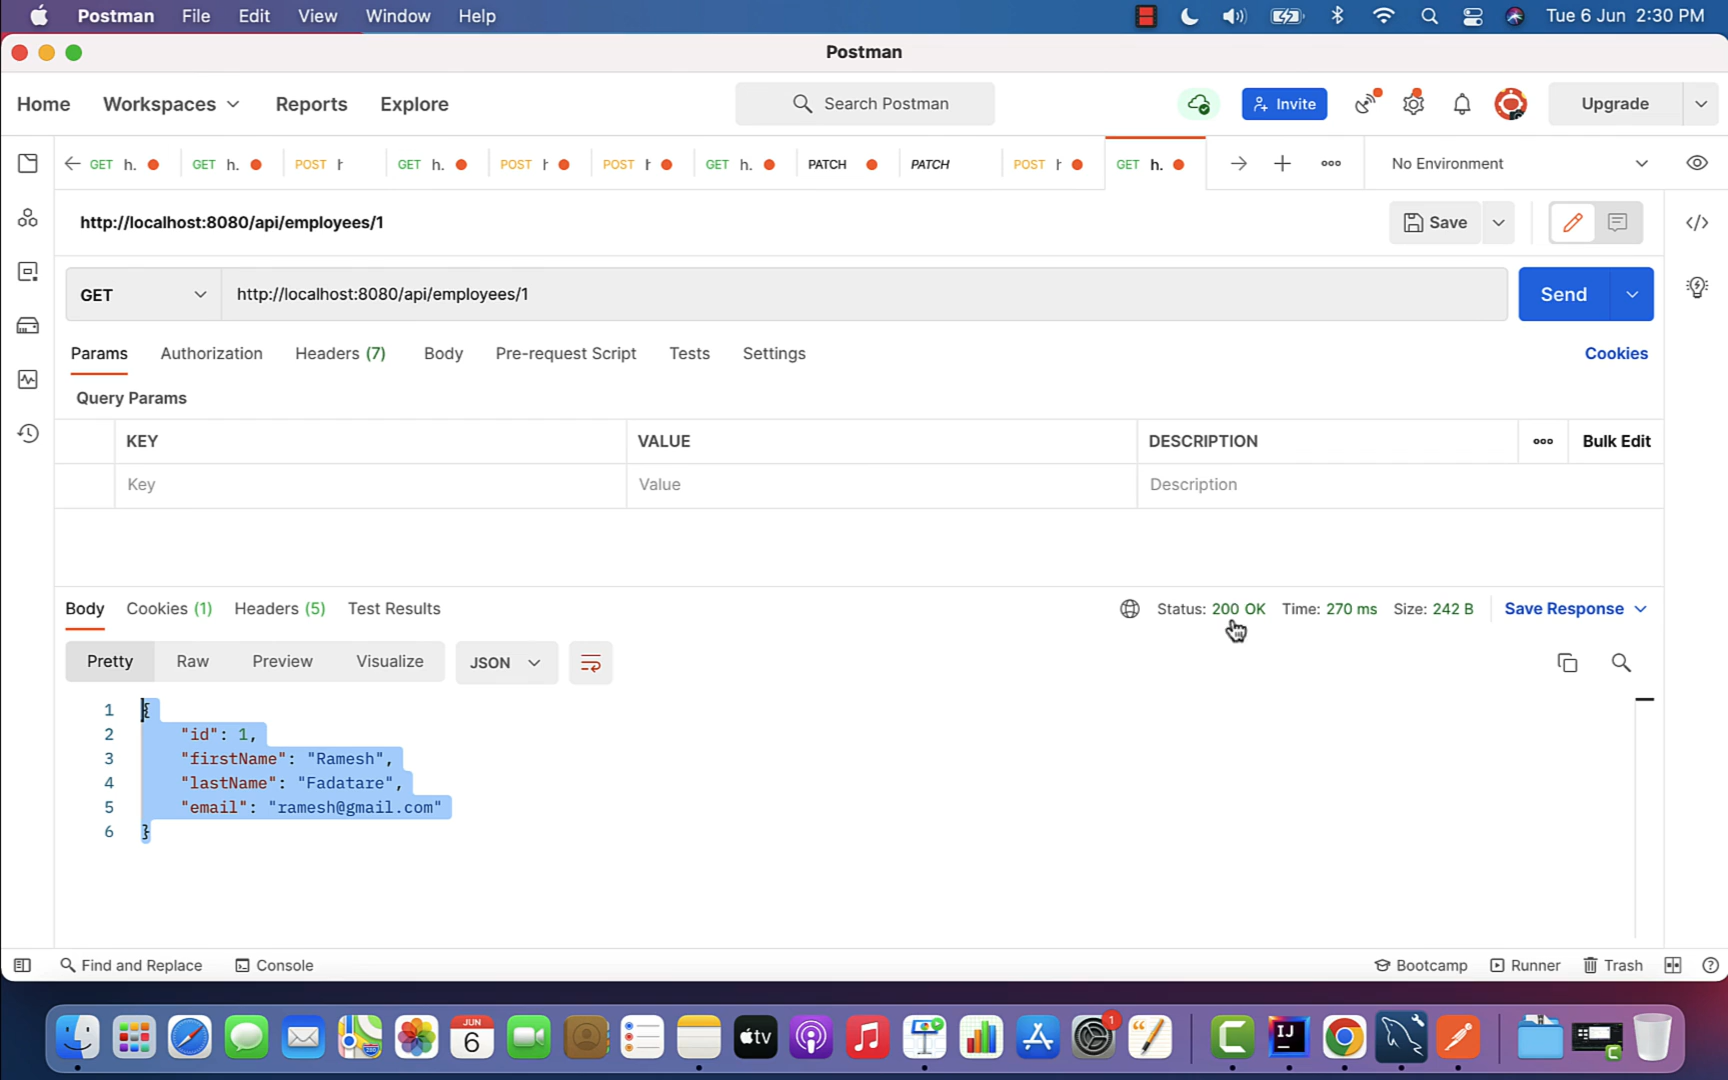 Postman File Edit View Window Help Tue 6 Jun 2:30 PM
Postman
Home Workspaces Reports Explore Search Postman Invite Upgrade
GET h. GET h. POST GET h. POST POST GET h. PATCH PATCH POST GET h. No Environment
http://localhost:8080/api/employees/1 Save
GET http://localhost:8080/api/employees/1 Send
Params Authorization Headers (7) Body Pre-request Script Tests Settings Cookies
Query Params
KEY VALUE DESCRIPTION Bulk Edit
Key Value Description
Body Cookies (1) Headers (5) Test Results Status: 200 OK Time: 270 ms Size: 242 B Save Response
Pretty Raw Preview Visualize JSON
1 {
2 "id": 1,
3 "firstName": "Ramesh",
4 "lastName": "Fadatare",
5 "email": "ramesh@gmail.com"
6 }
Find and Replace Console Bootcamp Runner Trash
JUN
6
tv
1
IJ